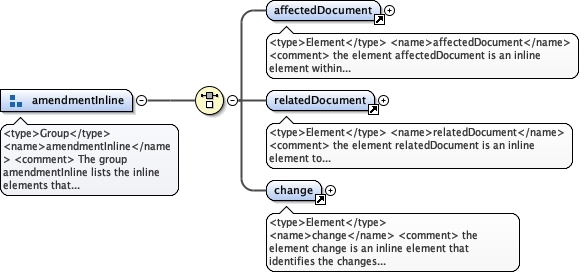 affectedDocument
<type>Element</type> <name>affectedDocument</name>
<comment> the element affectedDocument is an inline
element within...
amendmentInline
<type>Group</type>
<name>amendmentInline</name
> <comment> The group
amendmentInline lists the inline
elements that...
relatedDocument
<type>Element</type> <name>relatedDocument</name>
<comment> the element relatedDocument is an inline
element to...
change
<type>Element</type>
<name>change</name> <comment> the
element change is an inline element that
identifies the changes...